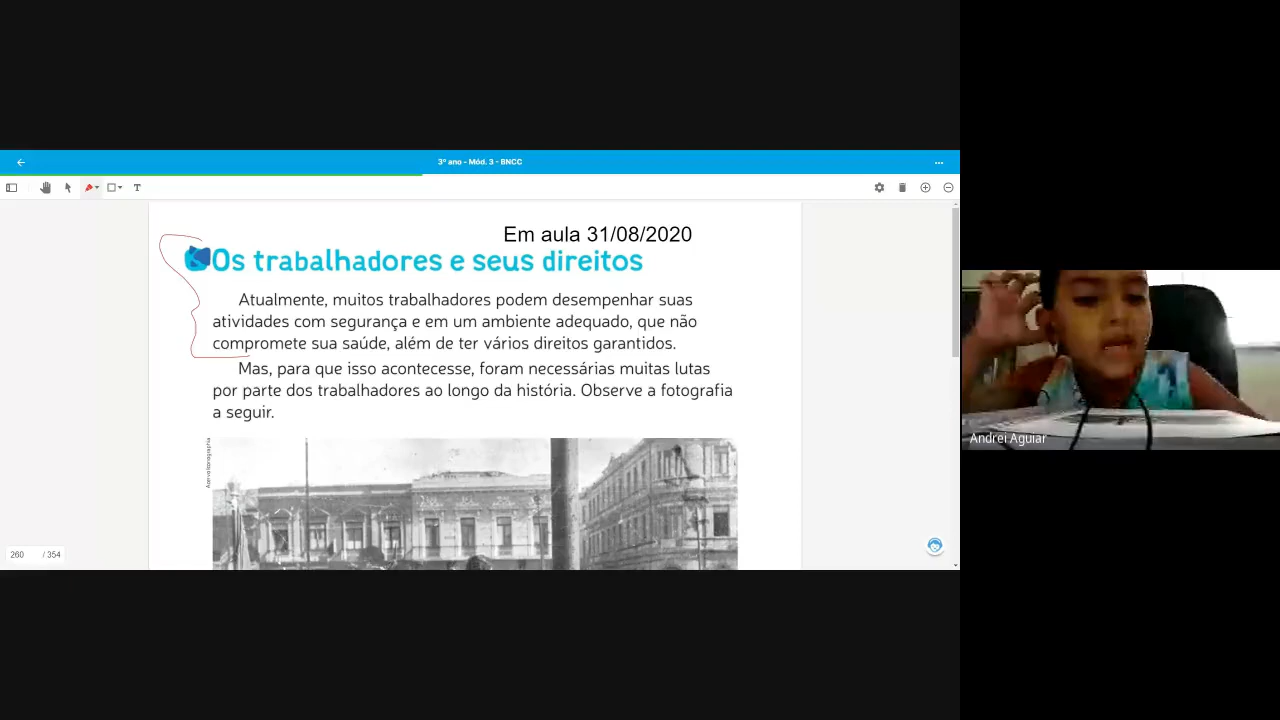 3º ano - Mód. 3 - BNCC
T
Em aula 31/08/2020
Os trabalhadores e seus direitos
Atualmente, muitos trabalhadores podem desempenhar suas
atividades com segurança e em um ambiente adequado, que não
compromete sua saúde, além de ter vários direitos garantidos.
Mas, para que isso acontecesse, foram necessárias muitas lutas
por parte dos trabalhadores ao longo da história. Observe a fotografia
a seguir.
260 / 354
Andrei Aguiar